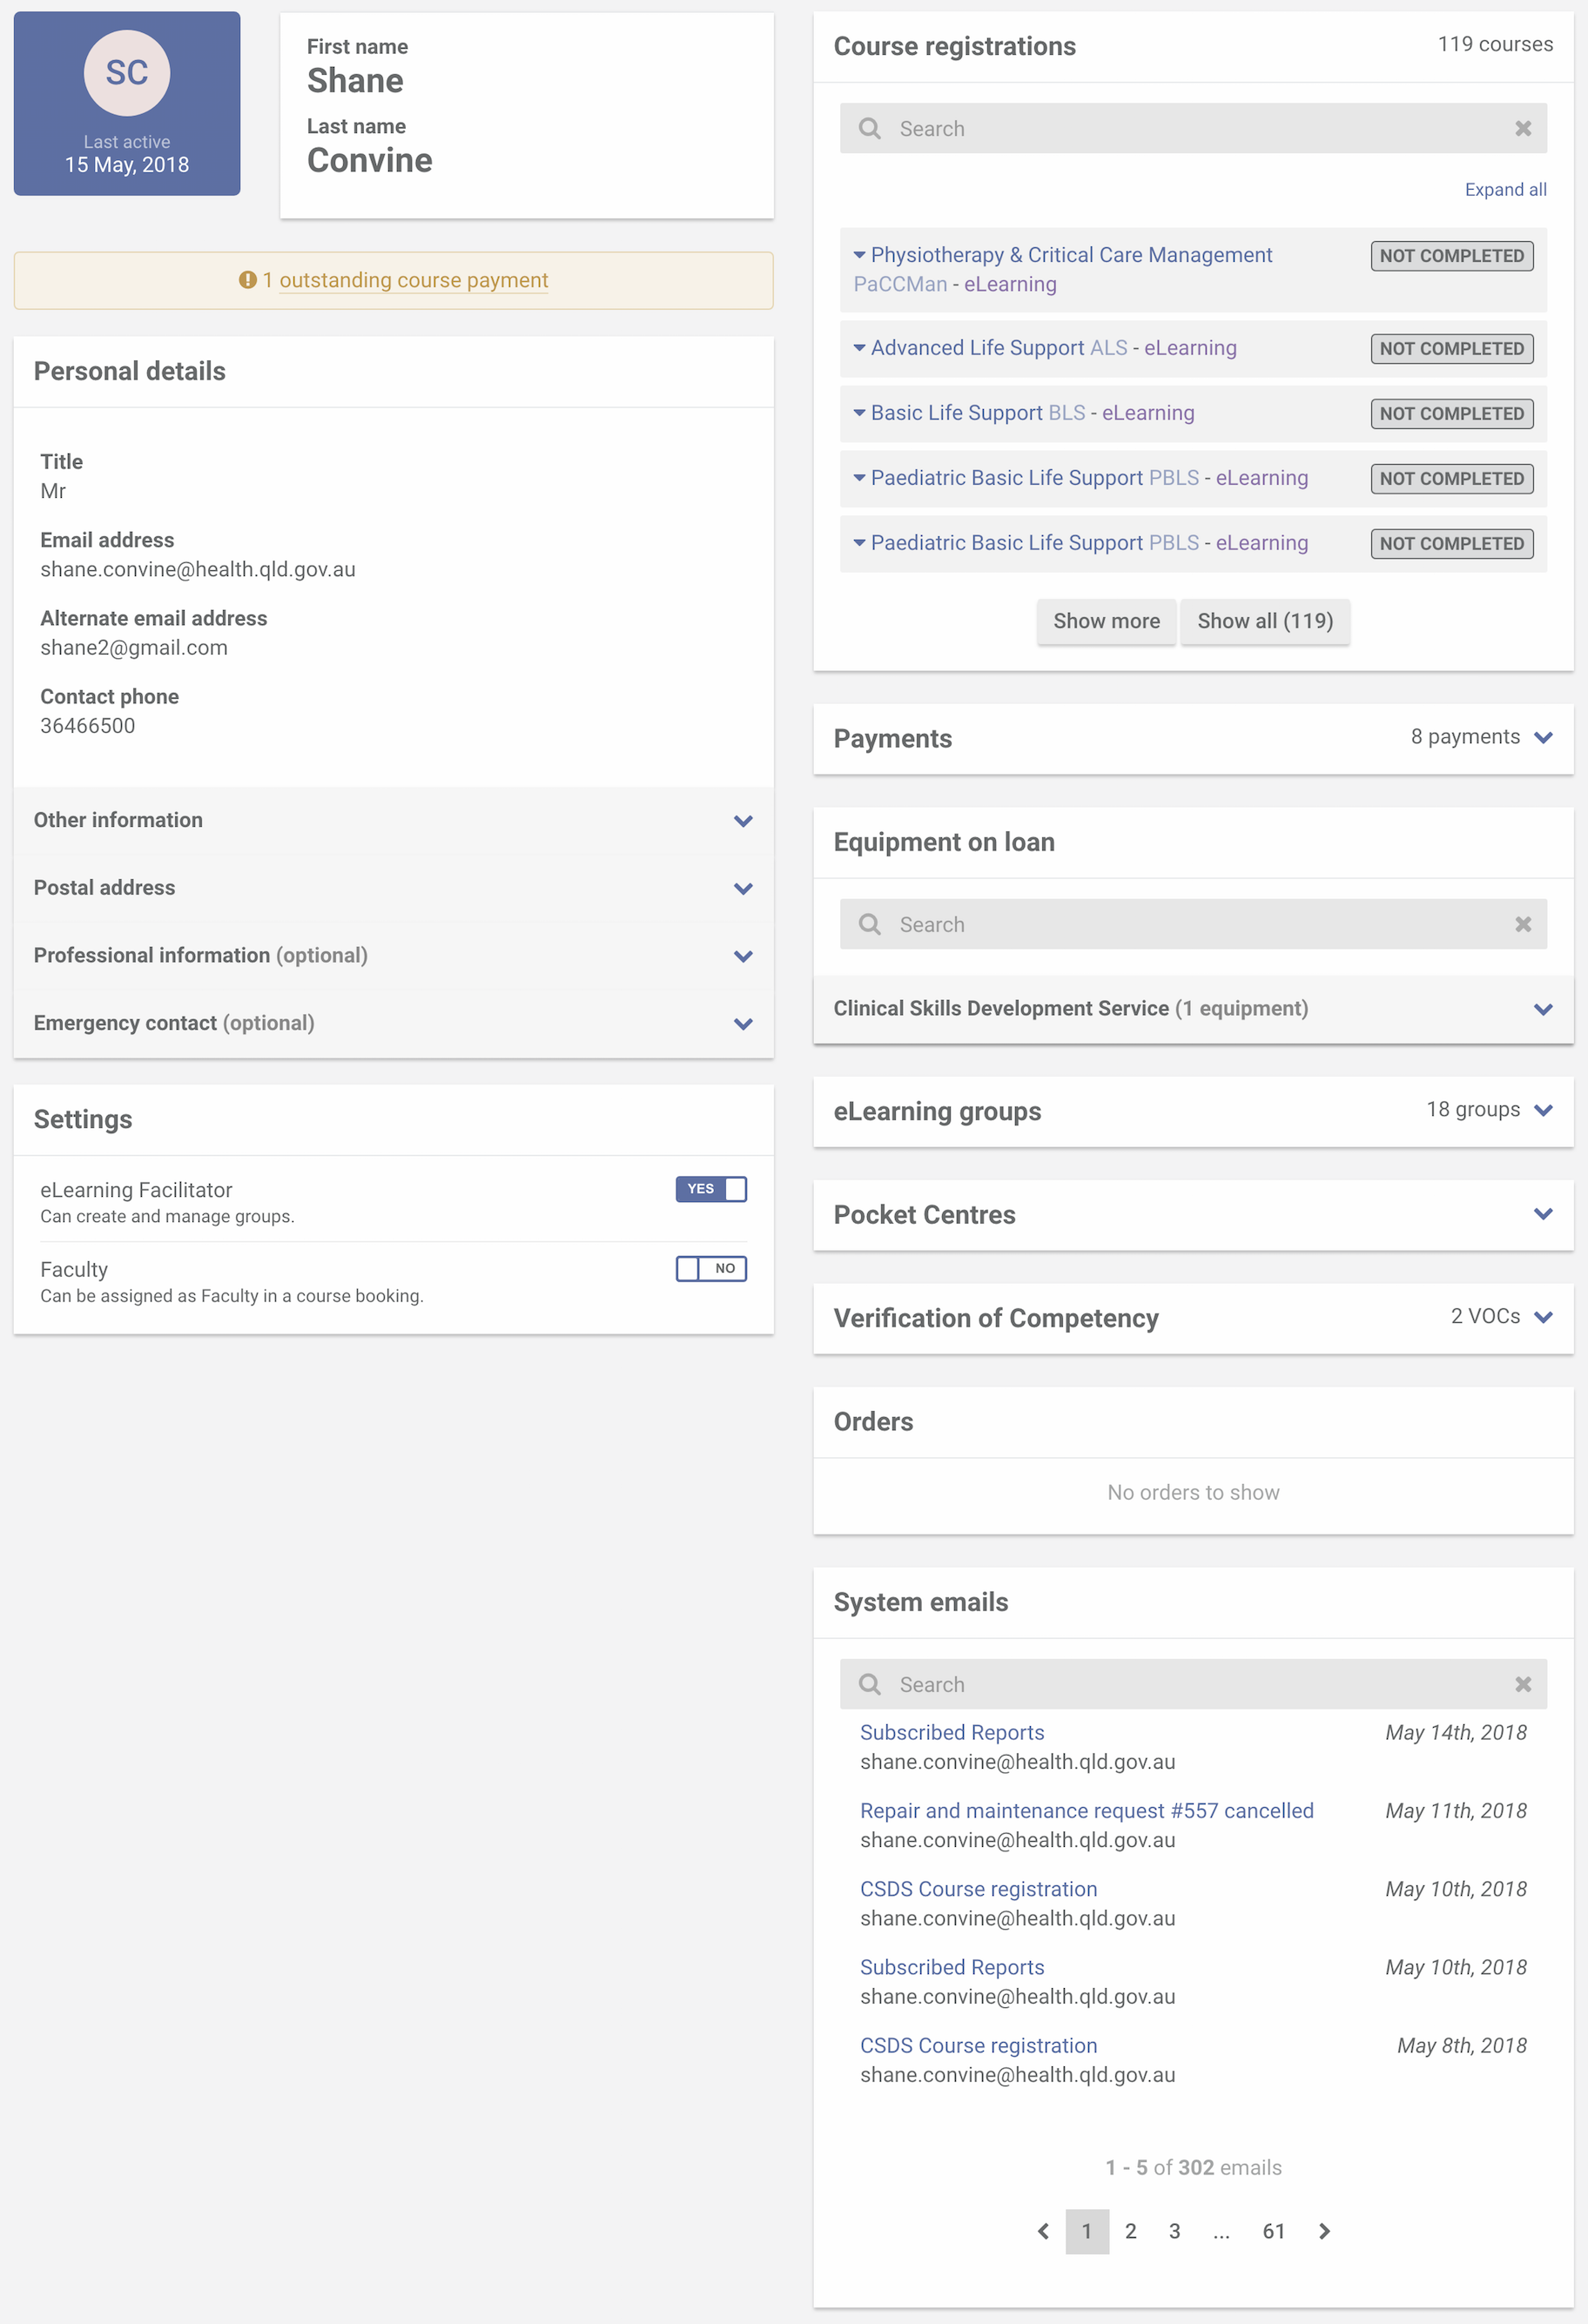 SC
Last active
15 May, 2018
First name
Shane
Last name
Convine
1 outstanding course payment
Personal details
Title
Mr
Email address
shane.convine@health.qld.gov.au
Alternate email address
shane2@gmail.com
Contact phone
36466500
Other information
Postal address
Professional information (optional)
Emergency contact (optional)
Settings
eLearning Facilitator YES
Can create and manage groups.
Faculty NO
Can be assigned as Faculty in a course booking.
Course registrations 119 courses
Search
Expand all
Physiotherapy & Critical Care Management NOT COMPLETED
PaCCMan - eLearning
Advanced Life Support ALS - eLearning NOT COMPLETED
Basic Life Support BLS - eLearning NOT COMPLETED
Paediatric Basic Life Support PBLS - eLearning NOT COMPLETED
Paediatric Basic Life Support PBLS - eLearning NOT COMPLETED
Show more Show all (119)
Payments 8 payments
Equipment on loan
Search
Clinical Skills Development Service (1 equipment)
eLearning groups 18 groups
Pocket Centres
Verification of Competency 2 VOCs
Orders
No orders to show
System emails
Search
Subscribed Reports May 14th, 2018
shane.convine@health.qld.gov.au
Repair and maintenance request #557 cancelled May 11th, 2018
shane.convine@health.qld.gov.au
CSDS Course registration May 10th, 2018
shane.convine@health.qld.gov.au
Subscribed Reports May 10th, 2018
shane.convine@health.qld.gov.au
CSDS Course registration May 8th, 2018
shane.convine@health.qld.gov.au
1 - 5 of 302 emails
1 2 3 ... 61